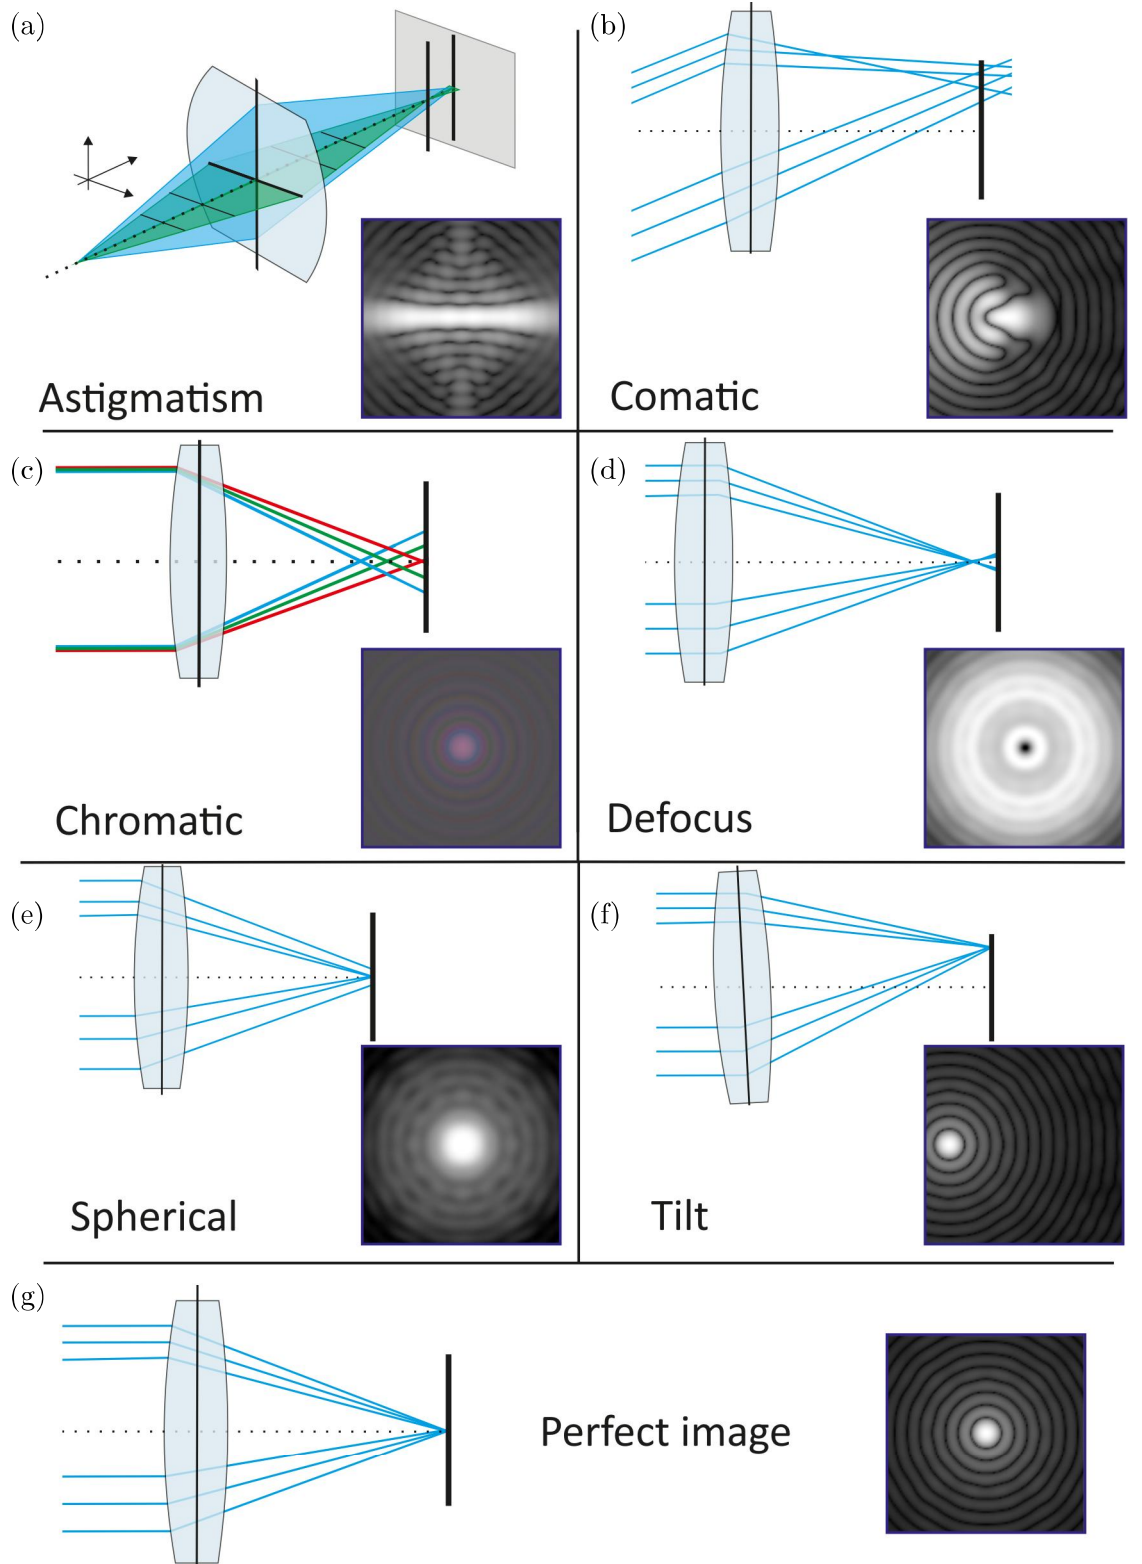 (a)
(b)
Astigmatism
Comatic
(c)
(d)
Chromatic
Defocus
(e)
(f)
Spherical
Tilt
(g)
Perfect image